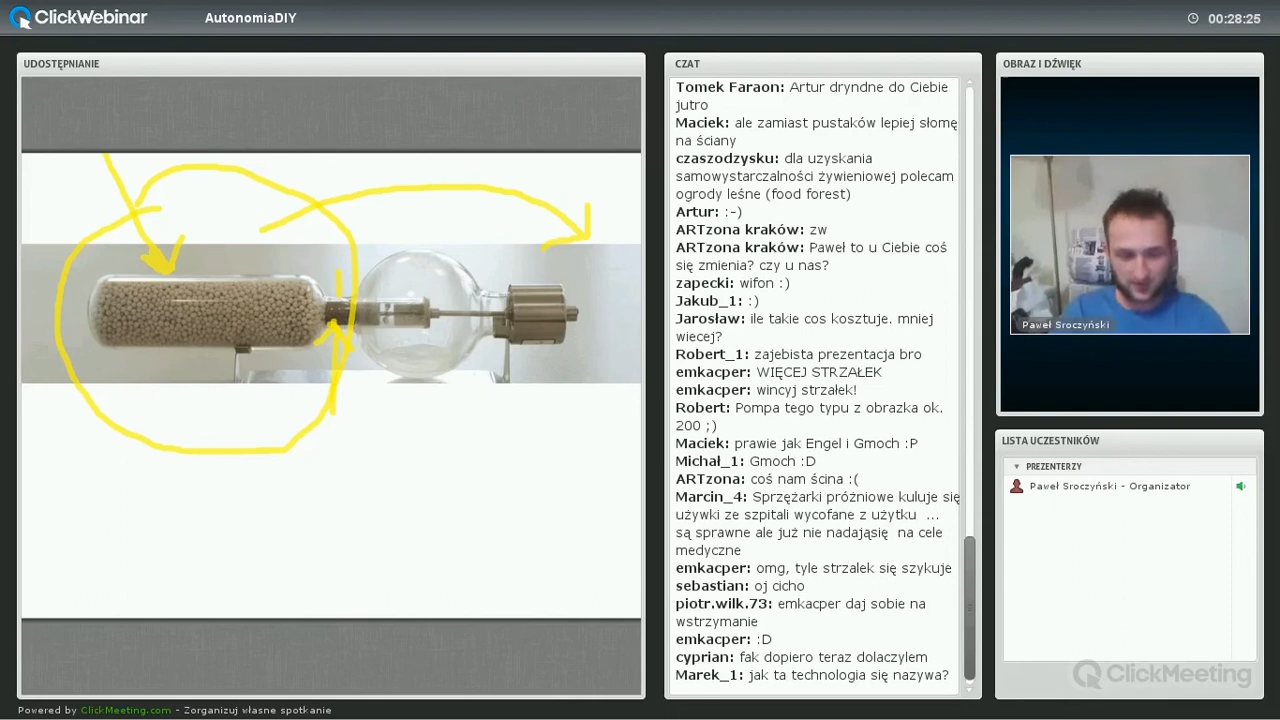 ClickWebinar
AutonomiaDIY
00:28:25
UDOSTĘPNIANIE
CZAT
Tomek Faraon: Artur dryndne do Ciebie
jutro
Maciek: ale zamiast pustaków lepiej słomę
na ściany
czaszodzysku: dla uzyskania
samowystarczalności żywieniowej polecam
ogrody leśne (food forest)
Artur: :-)
ARTzona kraków: zw
ARTzona kraków: Paweł to u Ciebie coś
się zmienia? czy u nas?
zapecki: wifon :)
Jakub_1: :)
Jarosław: ile takie cos kosztuje. mniej
wiecej?
Robert_1: zajebista prezentacja bro
emkacper: WIĘCEJ STRZAŁEK
emkacper: wincyj strzałek!
Robert: Pompa tego typu z obrazka ok.
200 ;)
Maciek: prawie jak Engel i Gmoch :P
Michał_1: Gmoch :D
ARTzona: coś nam ścina :(
Marcin_4: Sprzężarki próżniowe kuluje się
używki ze szpitali wycofane z użytku ...
są sprawne ale już nie nadająsię na cele
medyczne
emkacper: omg, tyle strzalek się szykuje
sebastian: oj cicho
piotr.wilk.73: emkacper daj sobie na
wstrzymanie
emkacper: :D
cyprian: fak dopiero teraz dolaczylem
Marek_1: jak ta technologia się nazywa?
OBRAZ I DŹWIĘK
Paweł Sroczyński
LISTA UCZESTNIKÓW
PREZENTERZY
Paweł Sroczyński - Organizator
ClickMeeting
Powered by ClickMeeting.com - Zorganizuj własne spotkanie